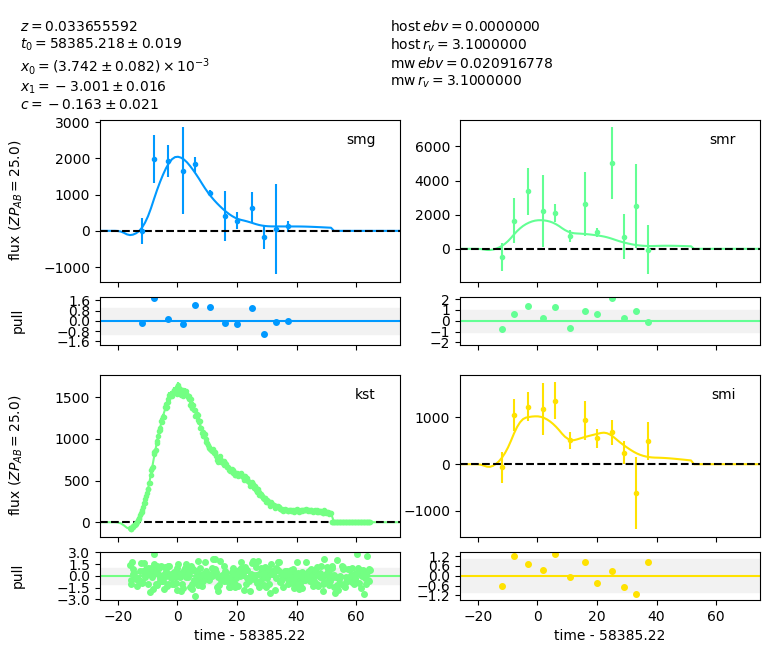 z = 0.033655592
t₀ = 58385.218 ± 0.019
x₀ = (3.742 ± 0.082) × 10⁻³
x₁ = −3.001 ± 0.016
c = −0.163 ± 0.021
host ebv = 0.0000000
host r_v = 3.1000000
mw ebv = 0.020916778
mw r_v = 3.1000000
flux (ZP_AB = 25.0)
3000
2000
1000
0
−1000
smg
6000
4000
2000
0
smr
pull
1.6
0.8
0.0
−0.8
−1.6
2
1
0
−1
−2
flux (ZP_AB = 25.0)
1500
1000
500
0
kst
1000
0
−1000
smi
pull
3.0
1.5
0.0
−1.5
−3.0
1.2
0.6
0.0
−0.6
−1.2
−20 0 20 40 60
time - 58385.22
−20 0 20 40 60
time - 58385.22